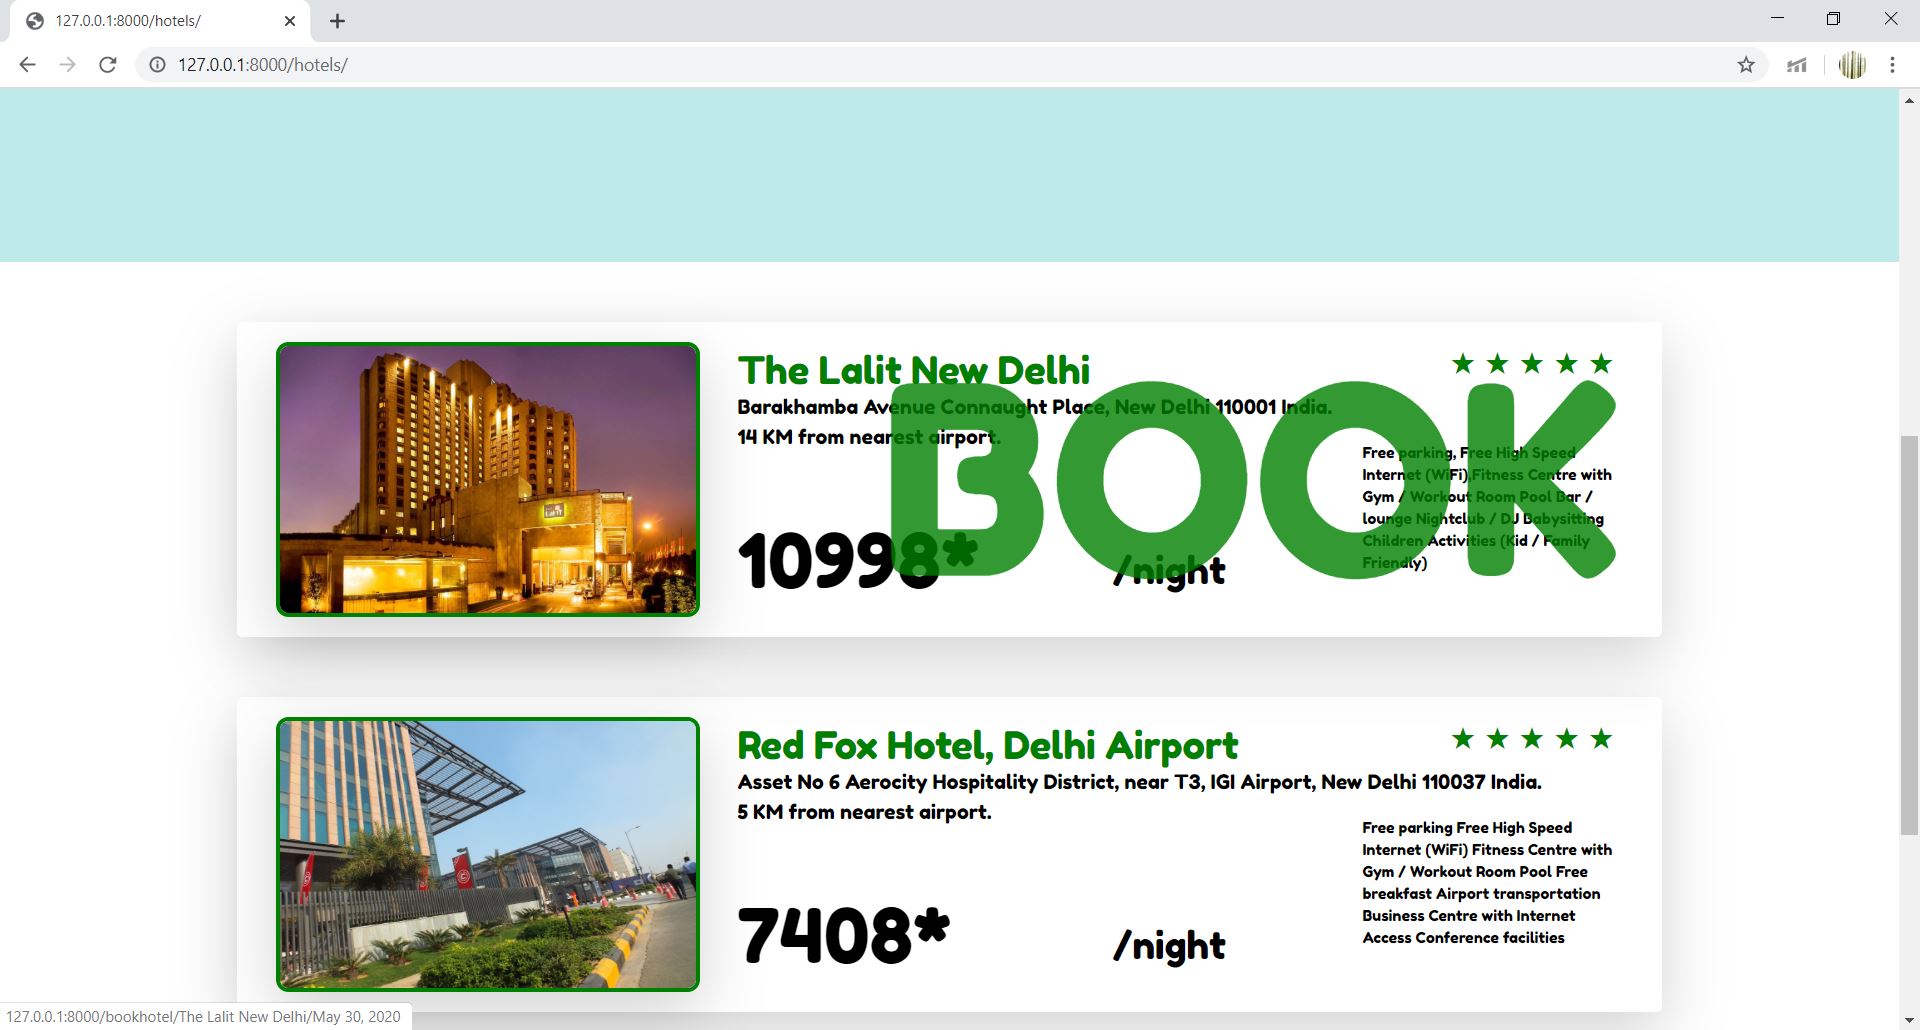 127.0.0.1:8000/hotels/
127.0.0.1:8000/hotels/
The Lalit New Delhi
Barakhamba Avenue Connaught Place, New Delhi 110001 India.
14 KM from nearest airport.
BOOK
Free parking, Free High Speed
Internet (WiFi),Fitness Centre with
Gym / Workout Room Pool Bar /
lounge Nightclub / DJ Babysitting
Children Activities (Kid / Family
Friendly)
10998*
/night
Red Fox Hotel, Delhi Airport
Asset No 6 Aerocity Hospitality District, near T3, IGI Airport, New Delhi 110037 India.
5 KM from nearest airport.
Free parking Free High Speed
Internet (WiFi) Fitness Centre with
Gym / Workout Room Pool Free
breakfast Airport transportation
Business Centre with Internet
Access Conference facilities
7408*
/night
127.0.0.1:8000/bookhotel/The Lalit New Delhi/May 30, 2020